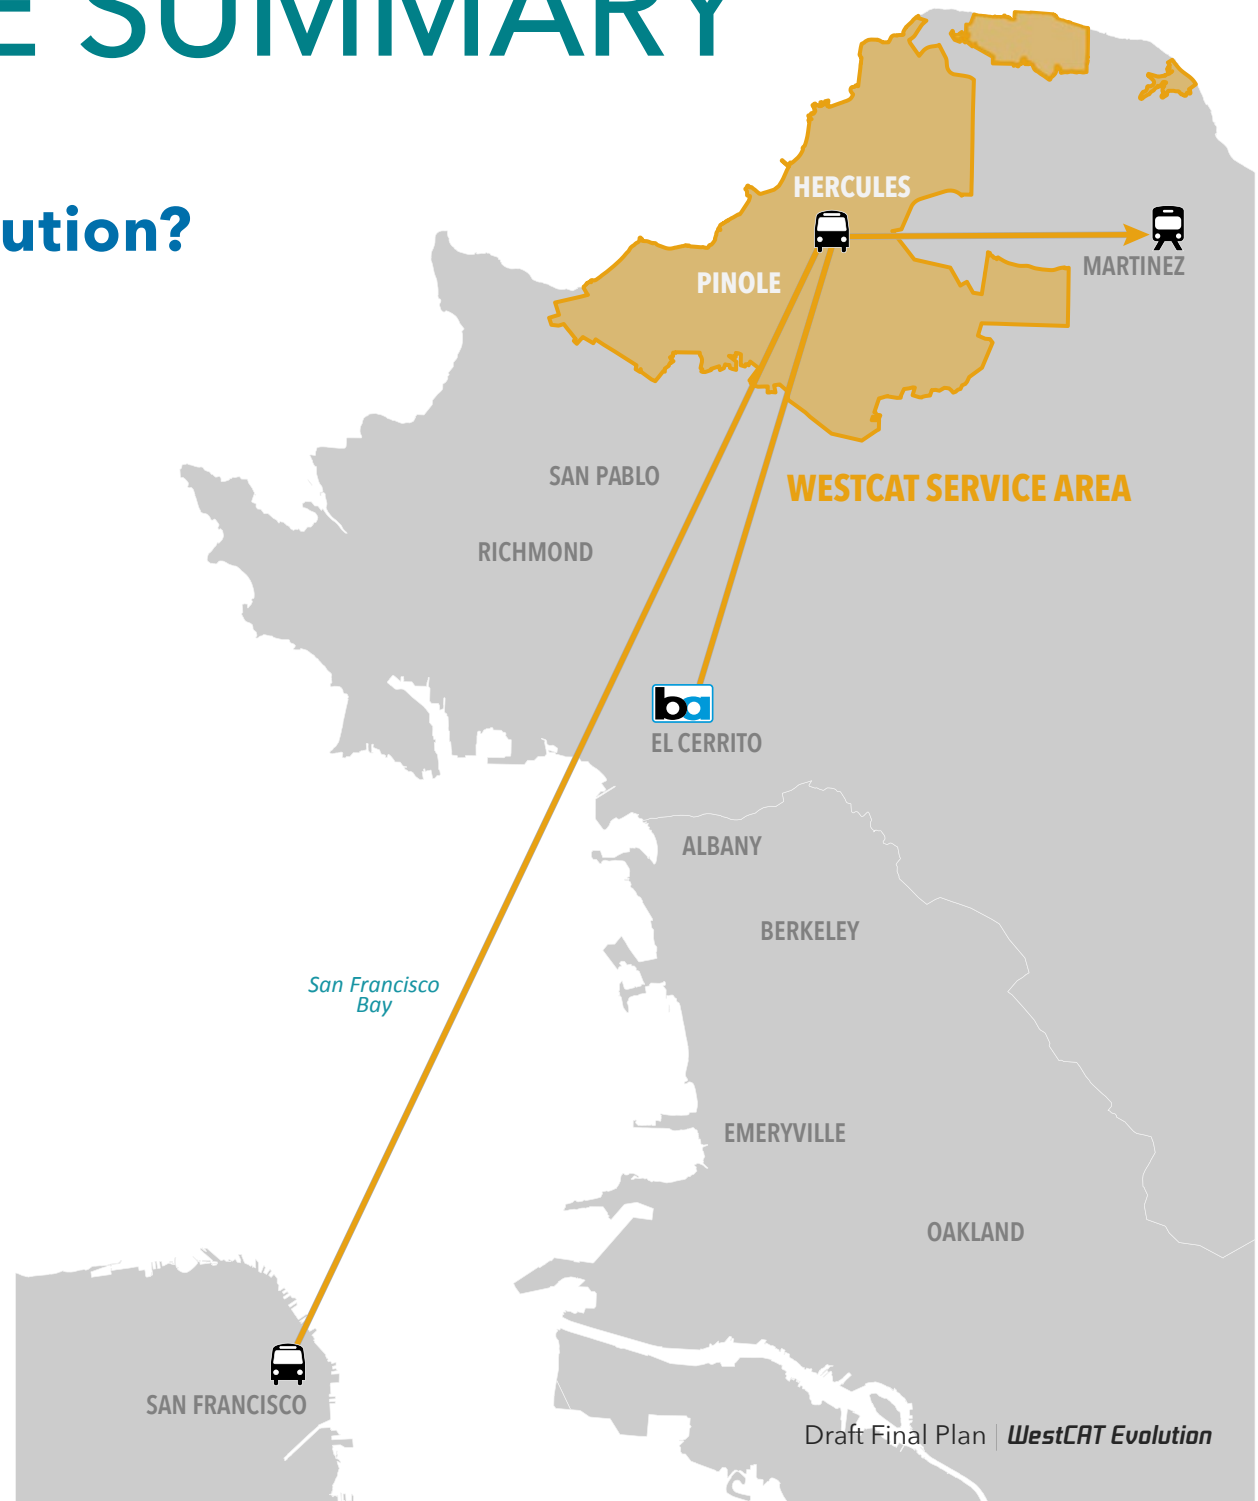 E SUMMARY
ution?
HERCULES
MARTINEZ
PINOLE
SAN PABLO
WESTCAT SERVICE AREA
RICHMOND
ba
EL CERRITO
ALBANY
BERKELEY
San Francisco
Bay
EMERYVILLE
OAKLAND
SAN FRANCISCO
Draft Final Plan | WestCAT Evolution